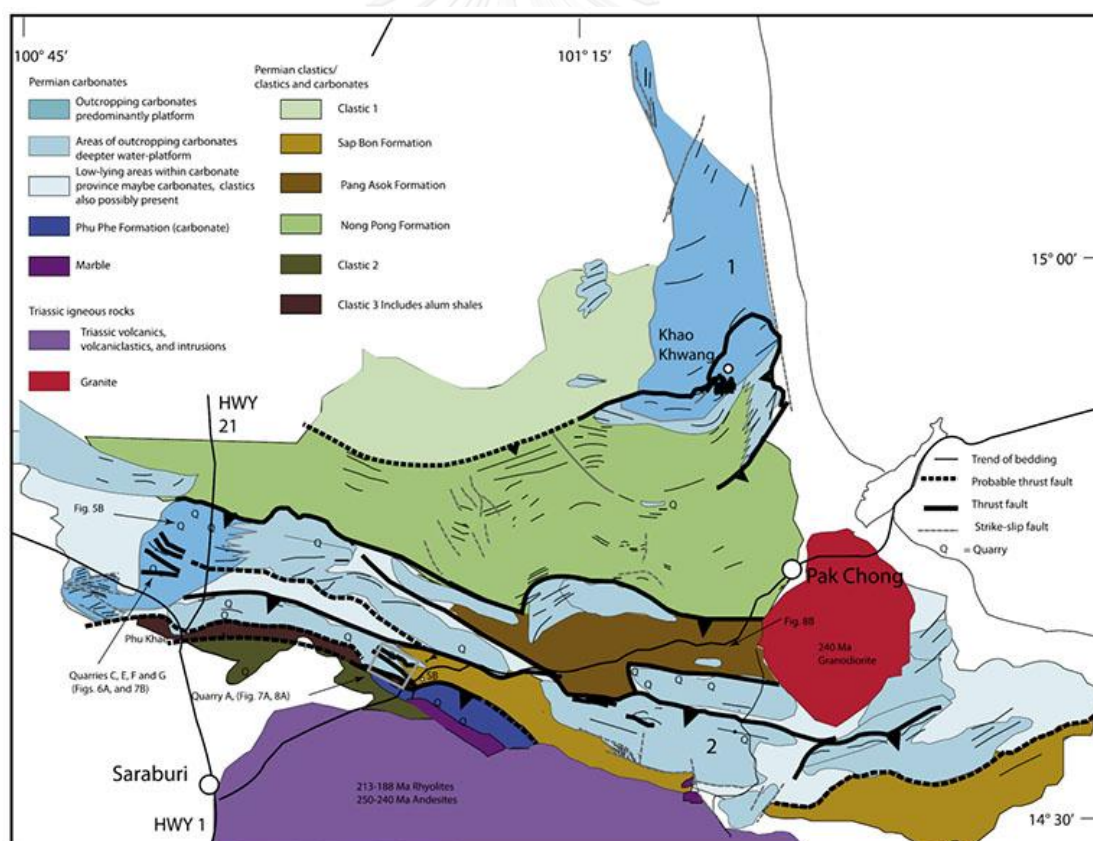 100° 45′
101° 15′
Permian carbonates
Outcropping carbonates
predominantly platform
Areas of outcropping carbonates
deepter water-platform
Low-lying areas within carbonate
province maybe carbonates, clastics
also possibly present
Phu Phe Formation (carbonate)
Marble
Triassic igneous rocks
Triassic volcanics,
volcaniclastics, and intrusions
Granite
Permian clastics/
clastics and carbonates
Clastic 1
Sap Bon Formation
Pang Asok Formation
Nong Pong Formation
Clastic 2
Clastic 3 Includes alum shales
1
15° 00′
Khao
Khwang
HWY
21
Trend of bedding
Probable thrust fault
Thrust fault
Strike-slip fault
Q = Quarry
Fig. 5B
Pak Chong
Fig. 8B
240 Ma
Granodiorite
Phu Khae
Quarries C, E, F and G
(Figs. 6A, and 7B)
Quarry A, (Fig. 7A, 8A)
5B
2
Saraburi
213-188 Ma Rhyolites
250-240 Ma Andesites
HWY 1
14° 30′